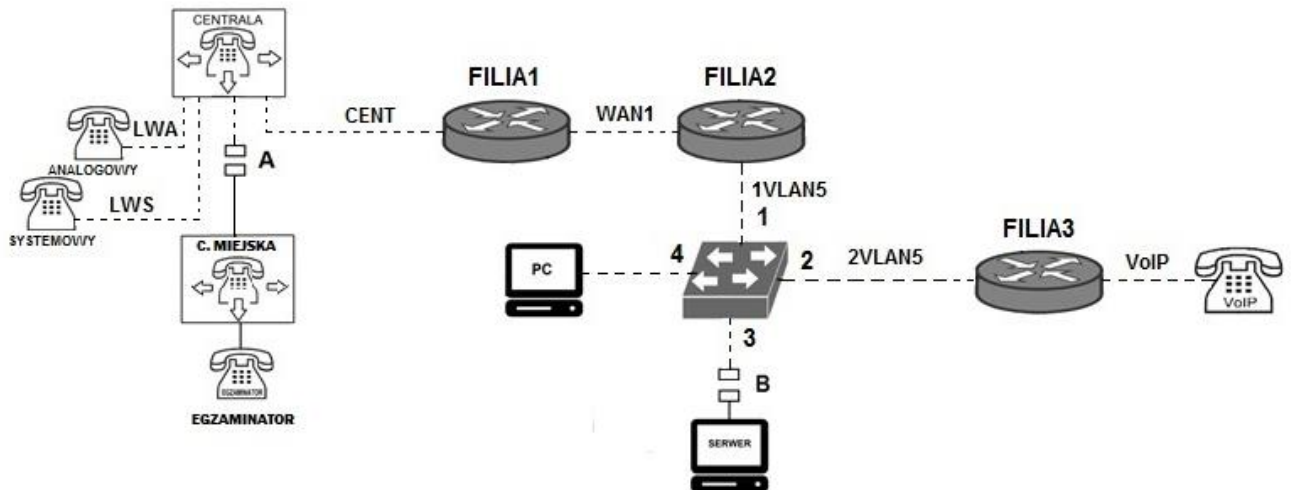 CENTRALA
FILIA1
FILIA2
CENT
WAN1
LWA
A
ANALOGOWY
LWS
SYSTEMOWY
1VLAN5
1
C. MIEJSKA
FILIA3
PC
4
2
2VLAN5
VoIP
VoIP
3
EGZAMINATOR
B
EGZAMINATOR
SERWER